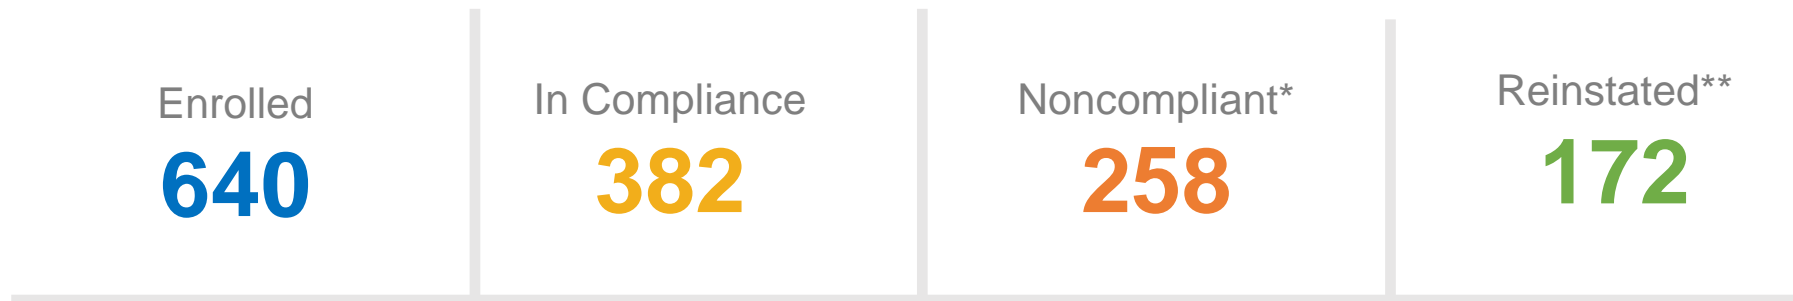 Enrolled
640
In Compliance
382
Noncompliant*
258
Reinstated**
172